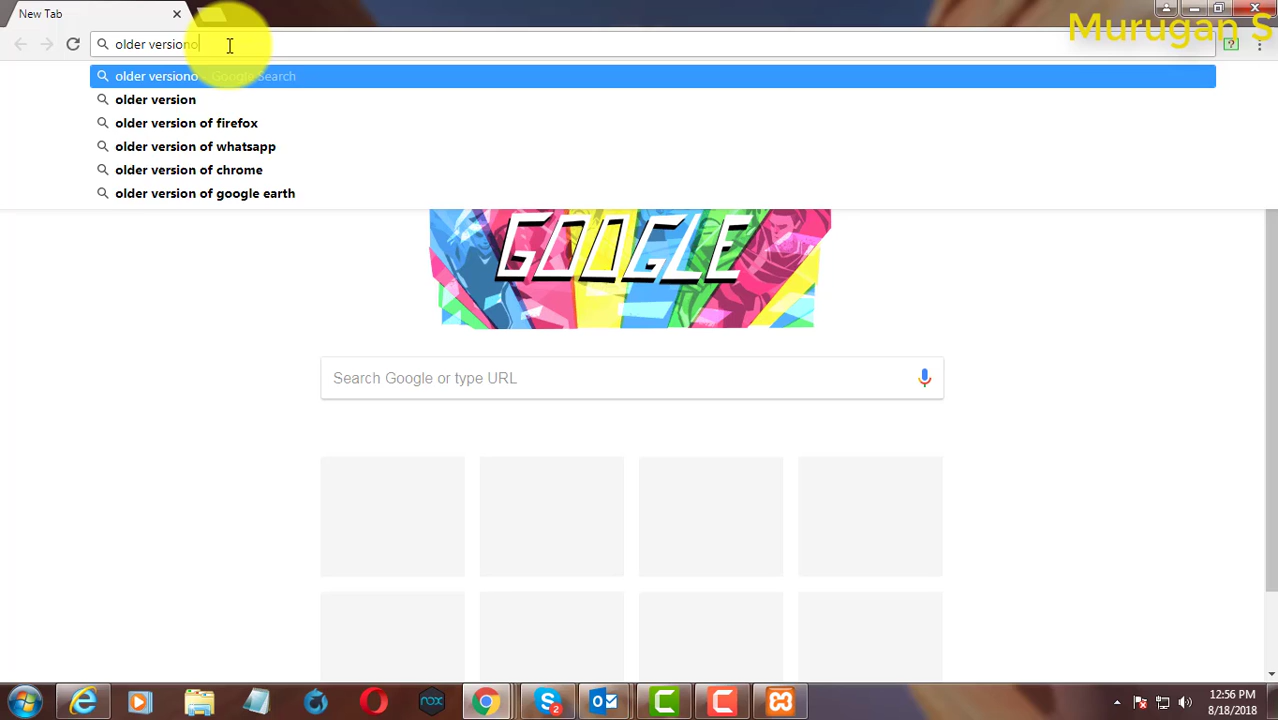 New Tab
Murugan S
older versiono
older versiono - Google Search
older version
older version of firefox
older version of whatsapp
older version of chrome
older version of google earth
GOOGLE
Search Google or type URL
nox
2
12:56 PM
8/18/2018